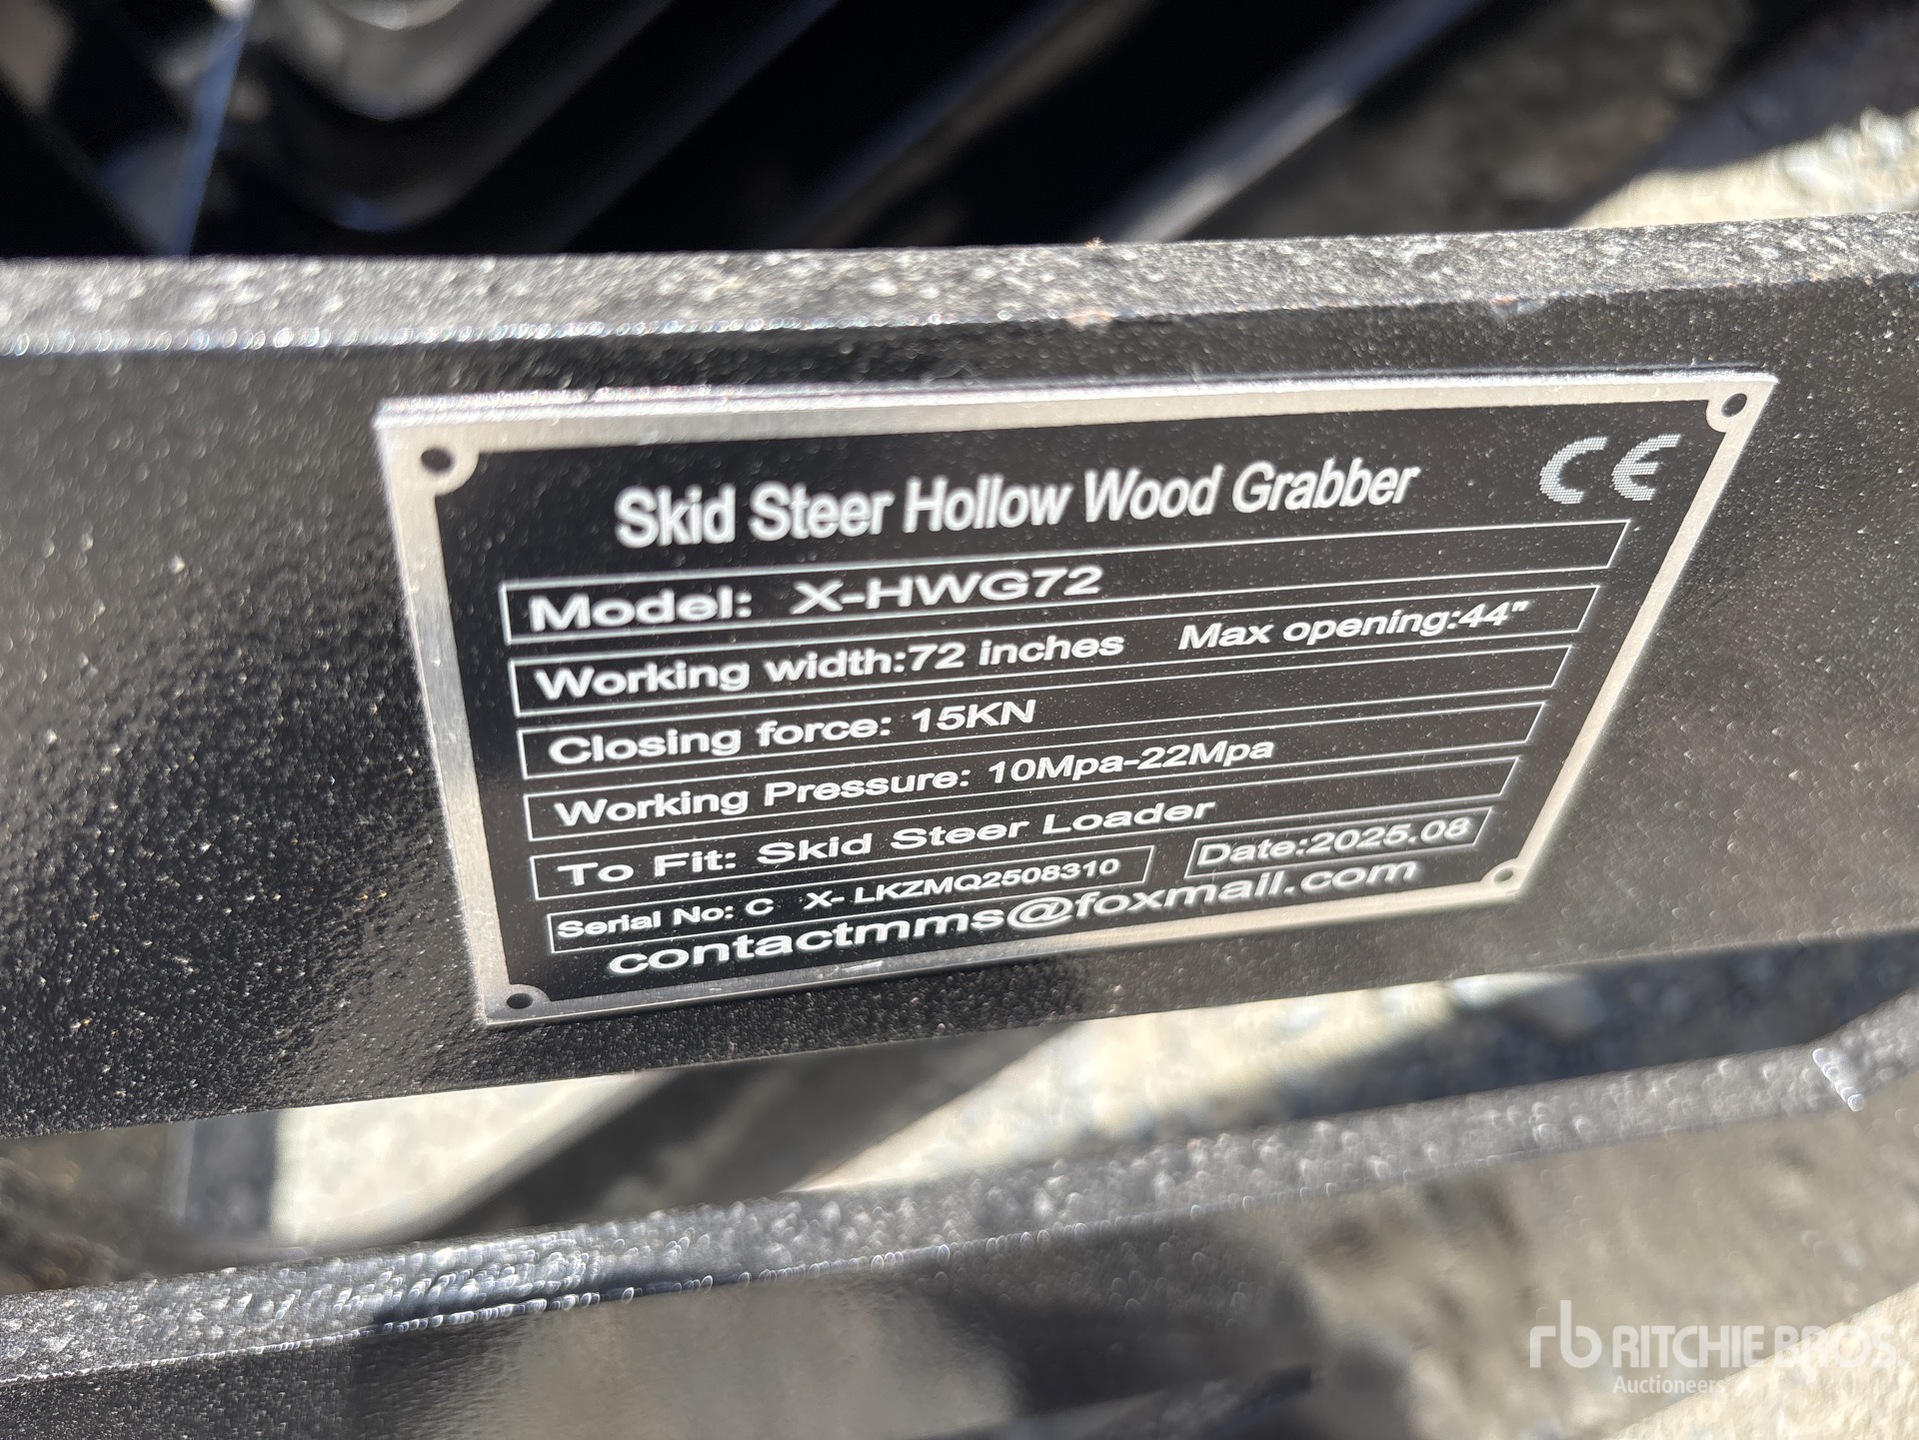 CE
Skid Steer Hollow Wood Grabber
Model: X-HWG72
Working width:72 inches Max opening:44"
Closing force: 15KN
Working Pressure: 10Mpa-22Mpa
To Fit: Skid Steer Loader
Serial No: C X- LKZMQ2508310 Date:2025.08
contactmms@foxmail.com
rb RITCHIE BROS.
Auctioneers